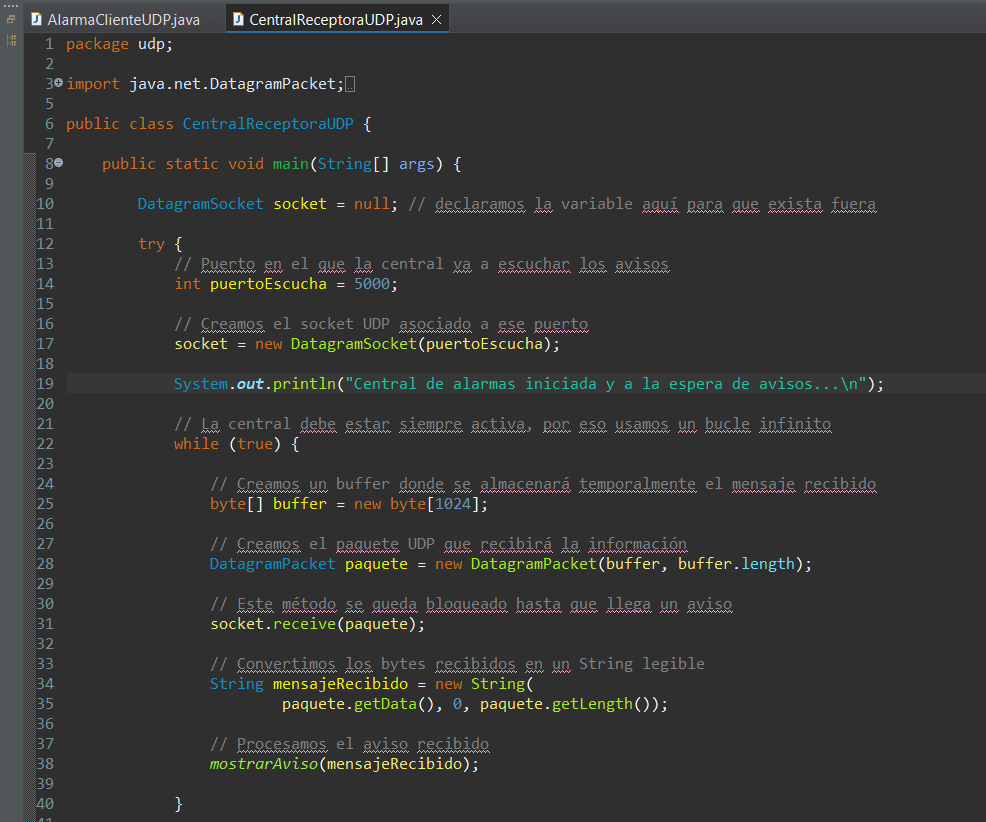 AlarmaClienteUDP.java CentralReceptoraUDP.java
1 package udp;
2
3 import java.net.DatagramPacket;
5
6 public class CentralReceptoraUDP {
7
8 public static void main(String[] args) {
9
10 DatagramSocket socket = null; // declaramos la variable aquí para que exista fuera
11
12 try {
13 // Puerto en el que la central va a escuchar los avisos
14 int puertoEscucha = 5000;
15
16 // Creamos el socket UDP asociado a ese puerto
17 socket = new DatagramSocket(puertoEscucha);
18
19 System.out.println("Central de alarmas iniciada y a la espera de avisos...\n");
20
21 // La central debe estar siempre activa, por eso usamos un bucle infinito
22 while (true) {
23
24 // Creamos un buffer donde se almacenará temporalmente el mensaje recibido
25 byte[] buffer = new byte[1024];
26
27 // Creamos el paquete UDP que recibirá la información
28 DatagramPacket paquete = new DatagramPacket(buffer, buffer.length);
29
30 // Este método se queda bloqueado hasta que llega un aviso
31 socket.receive(paquete);
32
33 // Convertimos los bytes recibidos en un String legible
34 String mensajeRecibido = new String(
35 paquete.getData(), 0, paquete.getLength());
36
37 // Procesamos el aviso recibido
38 mostrarAviso(mensajeRecibido);
39
40 }
41